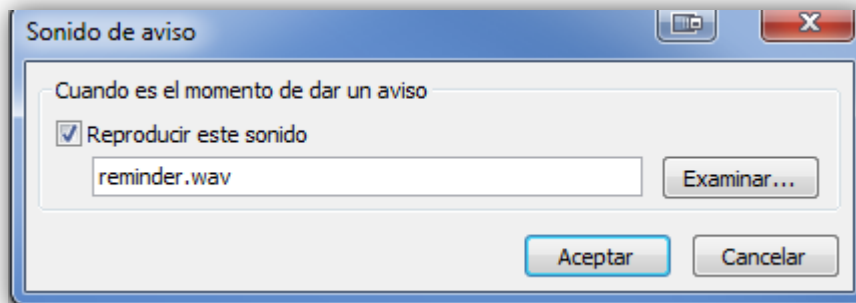 Sonido de aviso
Cuando es el momento de dar un aviso
Reproducir este sonido
reminder.wav
Examinar...
Aceptar
Cancelar